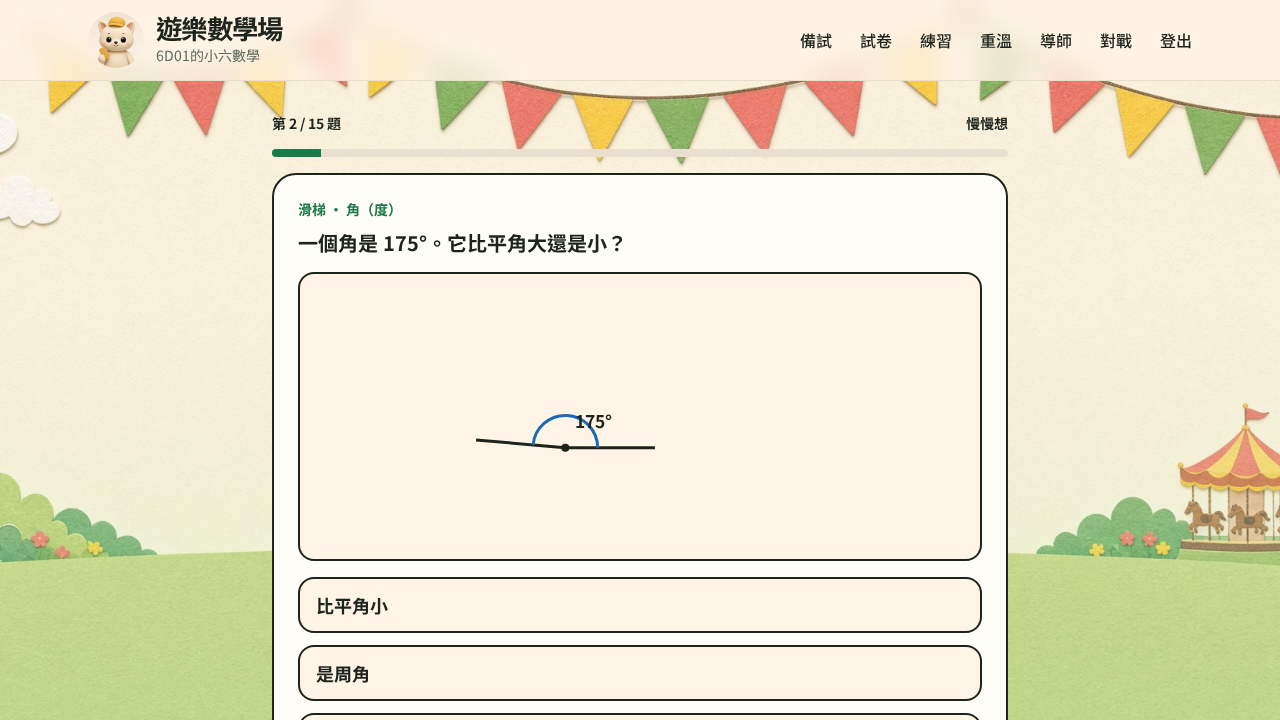 遊樂數學場
6D01的小六數學
備試 試卷 練習 重溫 導師 對戰 登出
第 2 / 15 題
慢慢想
滑梯 · 角（度）
一個角是 175°。它比平角大還是小？
175°
比平角小
是周角